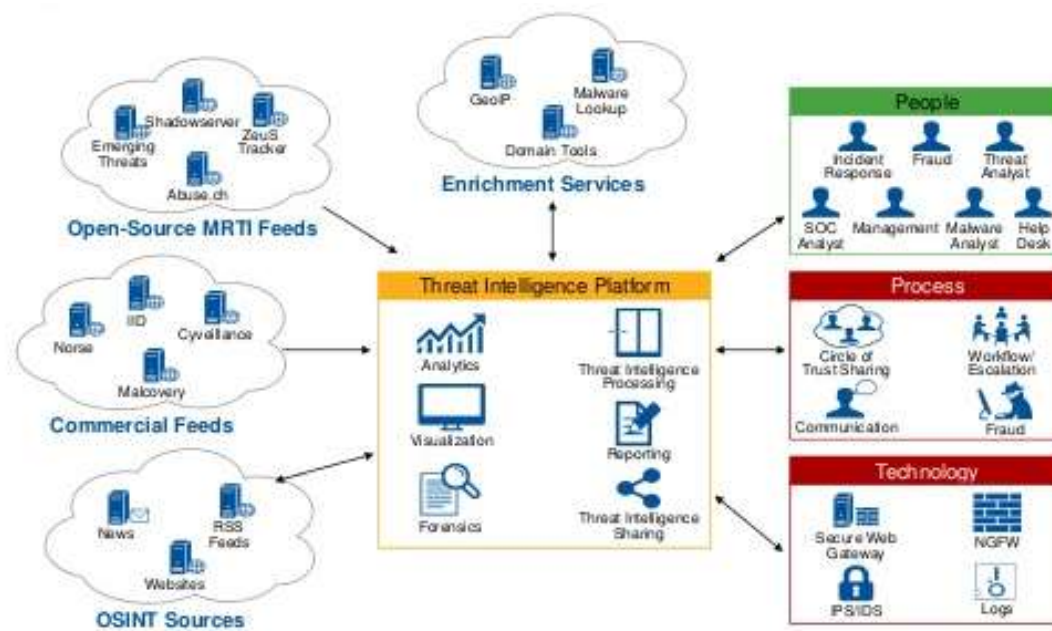 Shadowserver
ZeuS
Tracker
Emerging
Threats
Abuse.ch
Open-Source MRTI Feeds
GeoIP
Malware
Lookup
Domain Tools
Enrichment Services
IID
Norse
Cyveillance
Malcovery
Commercial Feeds
News
RSS
Feeds
Websites
OSINT Sources
Threat Intelligence Platform
Analytics
Threat Intelligence
Processing
Visualization
Reporting
Forensics
Threat Intelligence
Sharing
People
Incident
Response
Fraud
Threat
Analyst
SOC
Analyst
Management
Malware
Analyst
Help
Desk
Process
Circle of
Trust Sharing
Workflow/
Escalation
Communication
Fraud
Technology
Secure Web
Gateway
NGFW
IPS/IDS
Logs